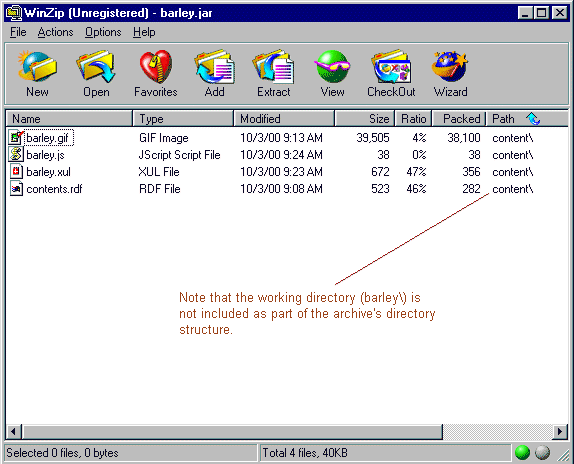 WinZip (Unregistered) - barley.jar
File Actions Options Help
New Open Favorites Add Extract View CheckOut Wizard
Name Type Modified Size Ratio Packed Path
barley.gif GIF Image 10/3/00 9:13 AM 39,505 4% 38,100 content\
barley.js JScript Script File 10/3/00 9:24 AM 38 0% 38 content\
barley.xul XUL File 10/3/00 9:23 AM 672 47% 356 content\
contents.rdf RDF File 10/3/00 9:08 AM 523 46% 282 content\
Note that the working directory (barley\) is
not included as part of the archive's directory
structure.
Selected 0 files, 0 bytes Total 4 files, 40KB